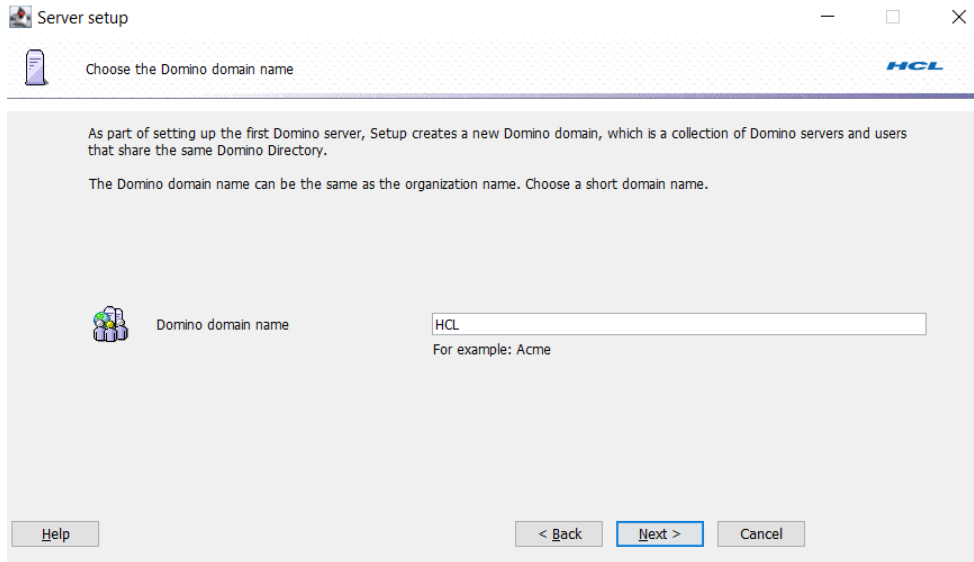 Server setup
Choose the Domino domain name
HCL
As part of setting up the first Domino server, Setup creates a new Domino domain, which is a collection of Domino servers and users
that share the same Domino Directory.
The Domino domain name can be the same as the organization name. Choose a short domain name.
Domino domain name
HCL
For example: Acme
Help
< Back
Next >
Cancel